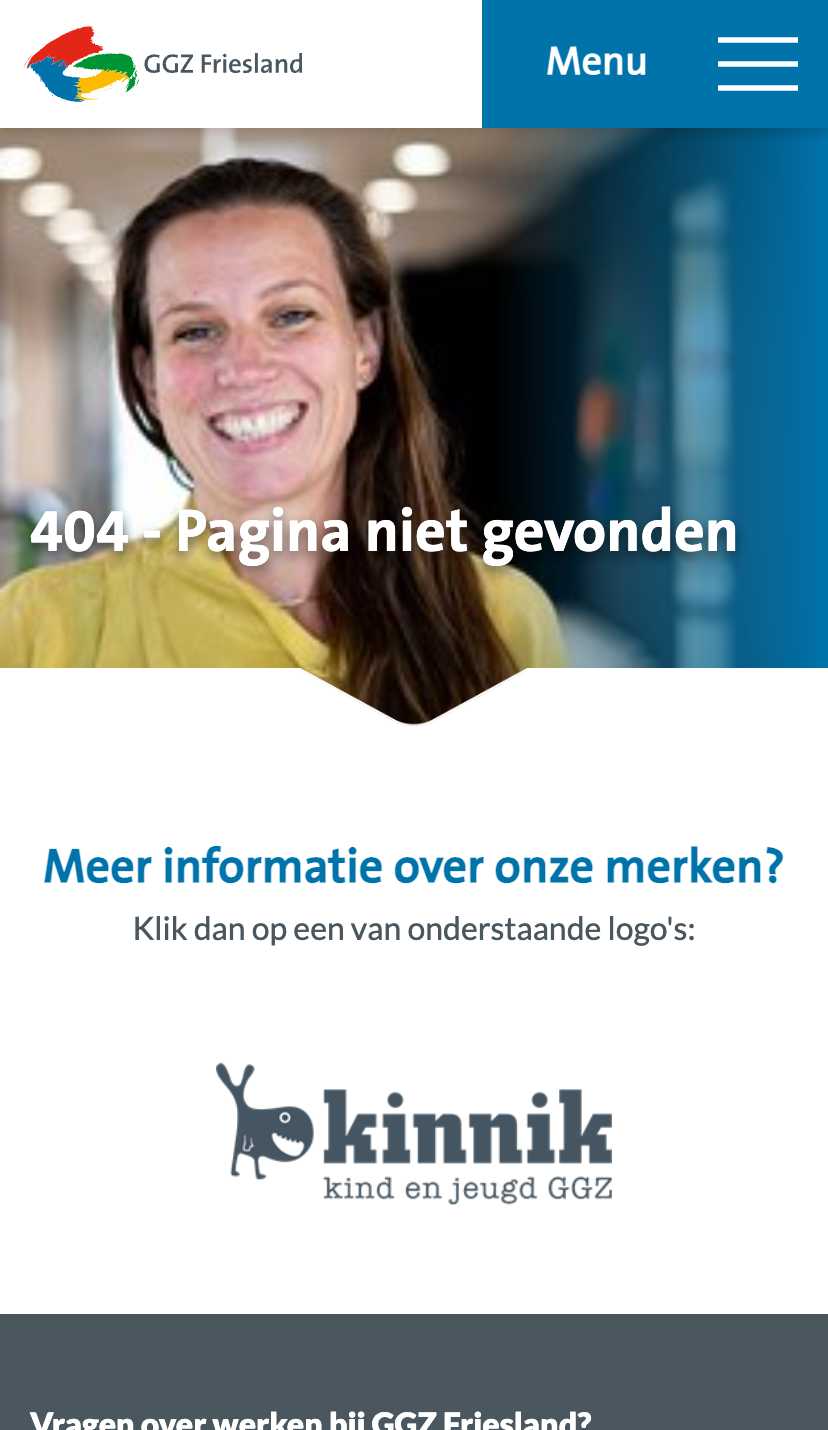 GGZ Friesland
Menu
404 - Pagina niet gevonden
Meer informatie over onze merken?
Klik dan op een van onderstaande logo's:
kinnik
kind en jeugd GGZ
Vragen over werken bij GGZ Friesland?